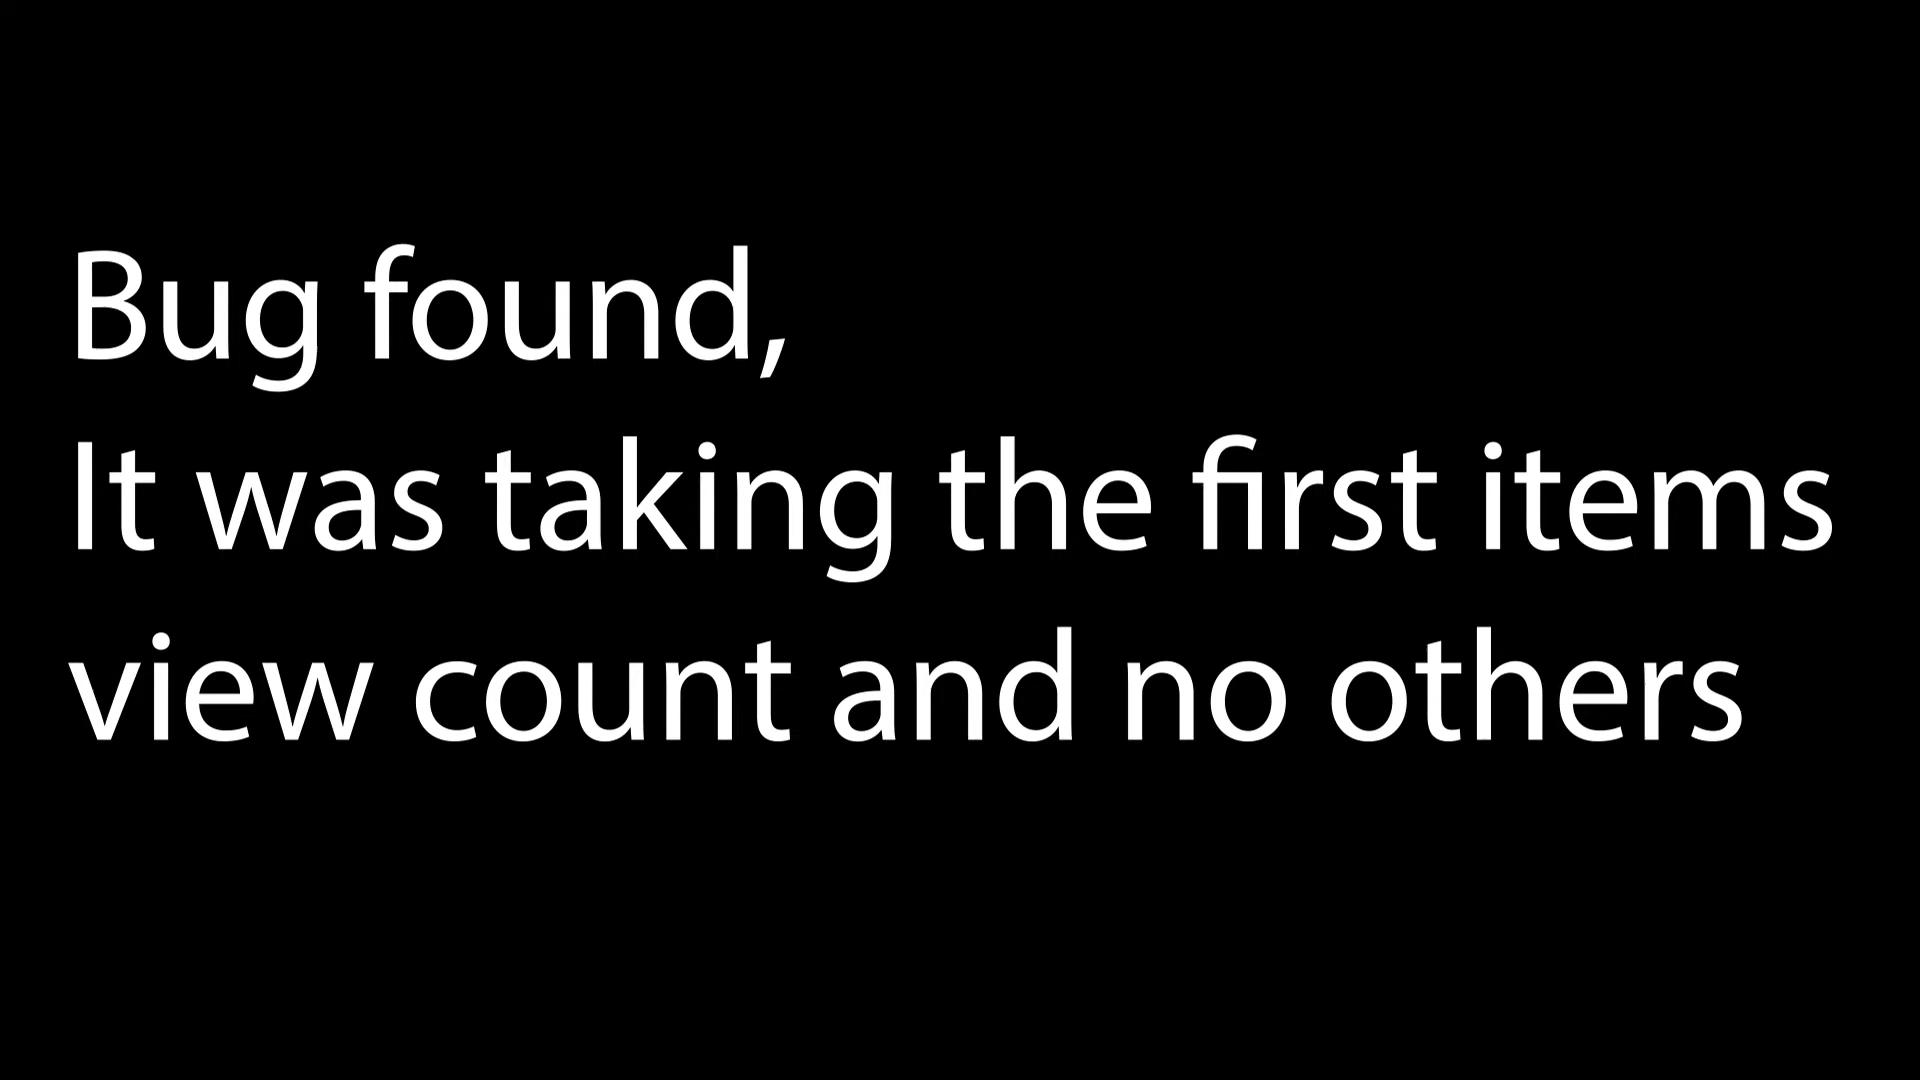 Bug found,
It was taking the first items
view count and no others